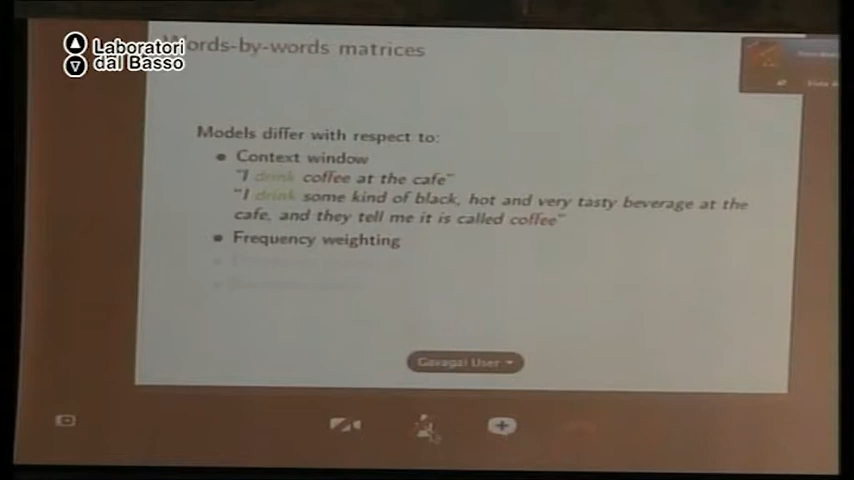 Laboratori
dal Basso
Words-by-words matrices
Models differ with respect to:
• Context window
"I drink coffee at the cafe"
"I drink some kind of black, hot and very tasty beverage at the
cafe, and they tell me it is called coffee"
• Frequency weighting
Gavagai User